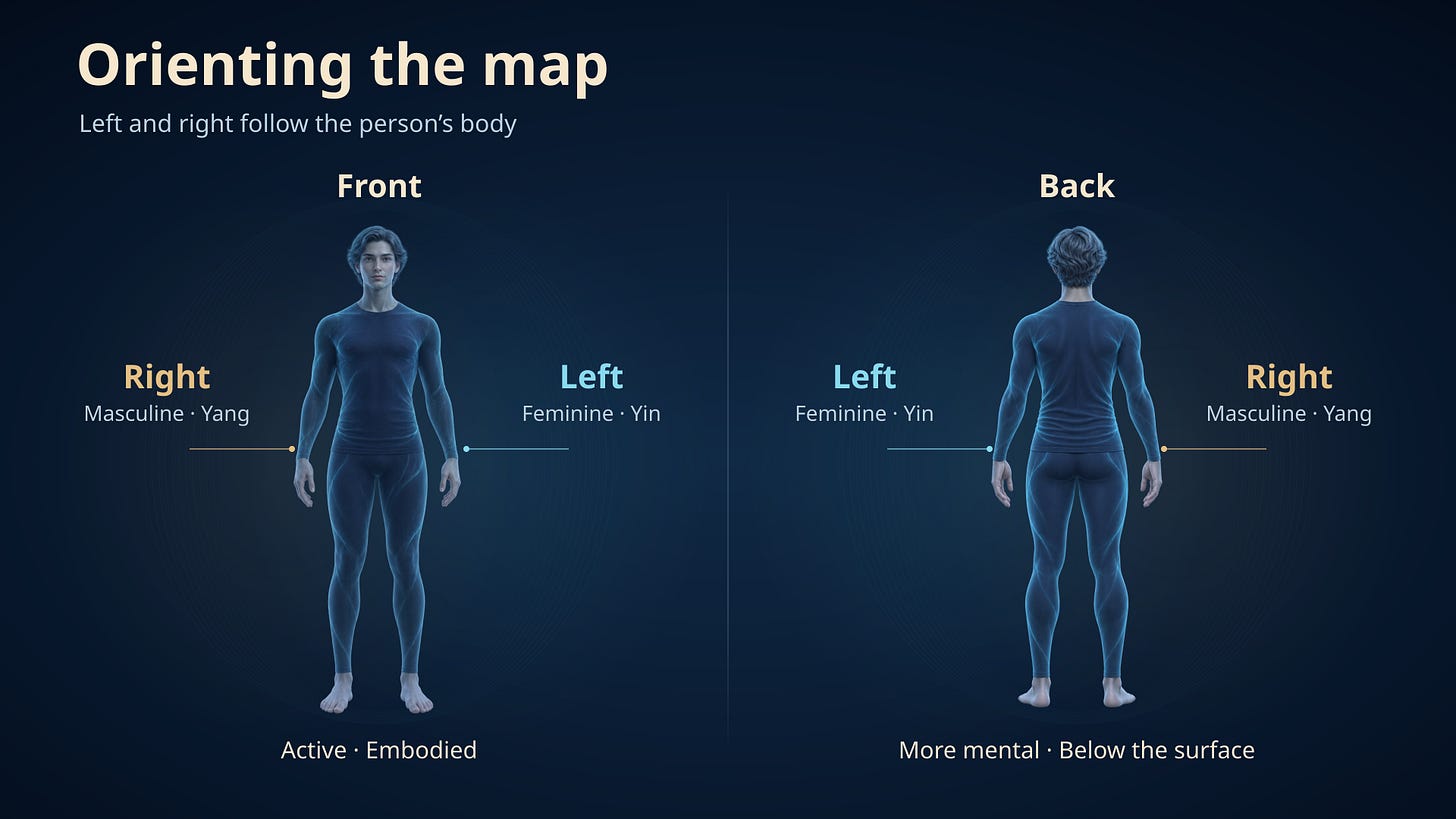 Orienting the map
Left and right follow the person’s body
Front
Right
Masculine · Yang
Left
Feminine · Yin
Active · Embodied
Back
Left
Feminine · Yin
Right
Masculine · Yang
More mental · Below the surface